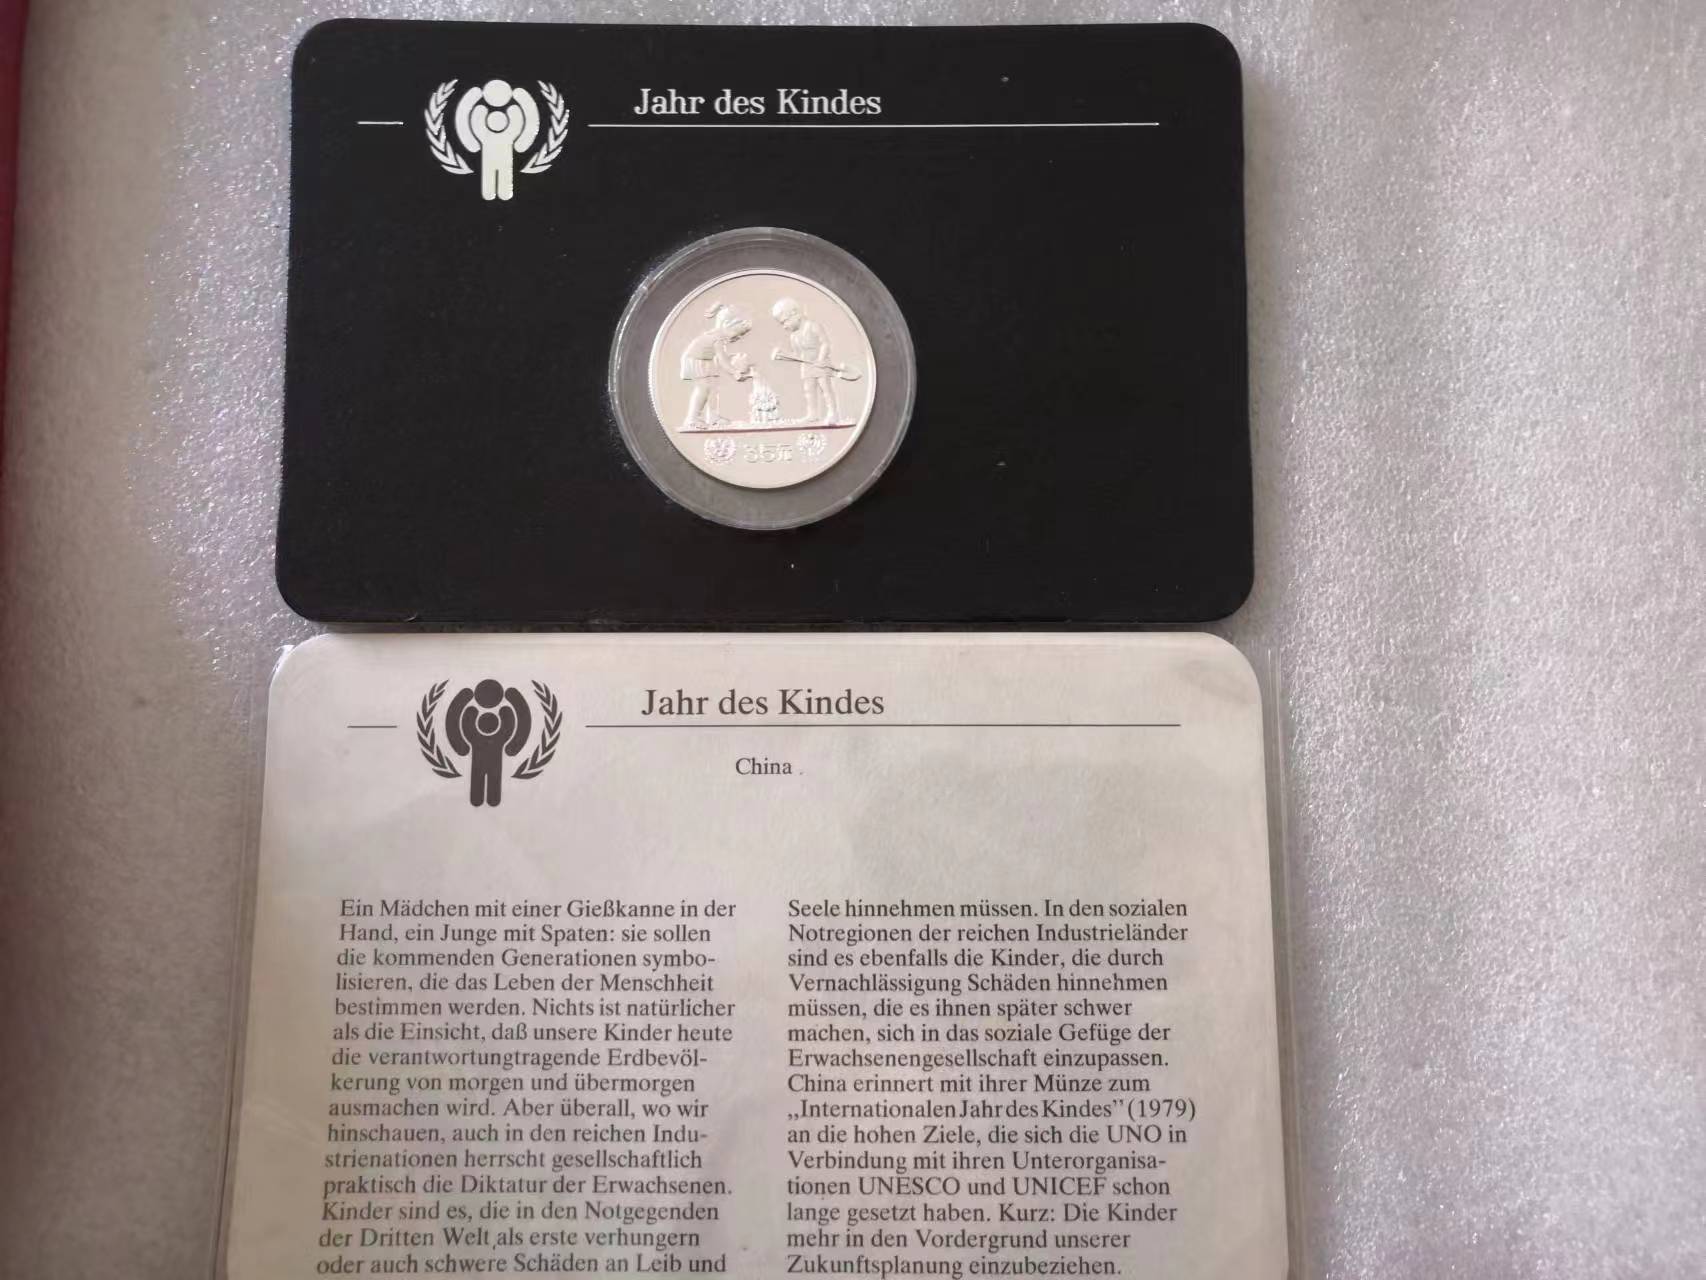 Jahr des Kindes
35元
Jahr des Kindes
China
Ein Mädchen mit einer Gießkanne in der
Hand, ein Junge mit Spaten: sie sollen
die kommenden Generationen symbo-
lisieren, die das Leben der Menschheit
bestimmen werden. Nichts ist natürlicher
als die Einsicht, daß unsere Kinder heute
die verantwortungtragende Erdbevöl-
kerung von morgen und übermorgen
ausmachen wird. Aber überall, wo wir
hinschauen, auch in den reichen Indu-
strienationen herrscht gesellschaftlich
praktisch die Diktatur der Erwachsenen.
Kinder sind es, die in den Notgegenden
der Dritten Welt,als erste verhungern
oder auch schwere Schäden an Leib und
Seele hinnehmen müssen. In den sozialen
Notregionen der reichen Industrieländer
sind es ebenfalls die Kinder, die durch
Vernachlässigung Schäden hinnehmen
müssen, die es ihnen später schwer
machen, sich in das soziale Gefüge der
Erwachsenengesellschaft einzupassen.
China erinnert mit ihrer Münze zum
„Internationalen Jahr des Kindes” (1979)
an die hohen Ziele, die sich die UNO in
Verbindung mit ihren Unterorganisa-
tionen UNESCO und UNICEF schon
lange gesetzt haben. Kurz: Die Kinder
mehr in den Vordergrund unserer
Zukunftsplanung einzubeziehen.